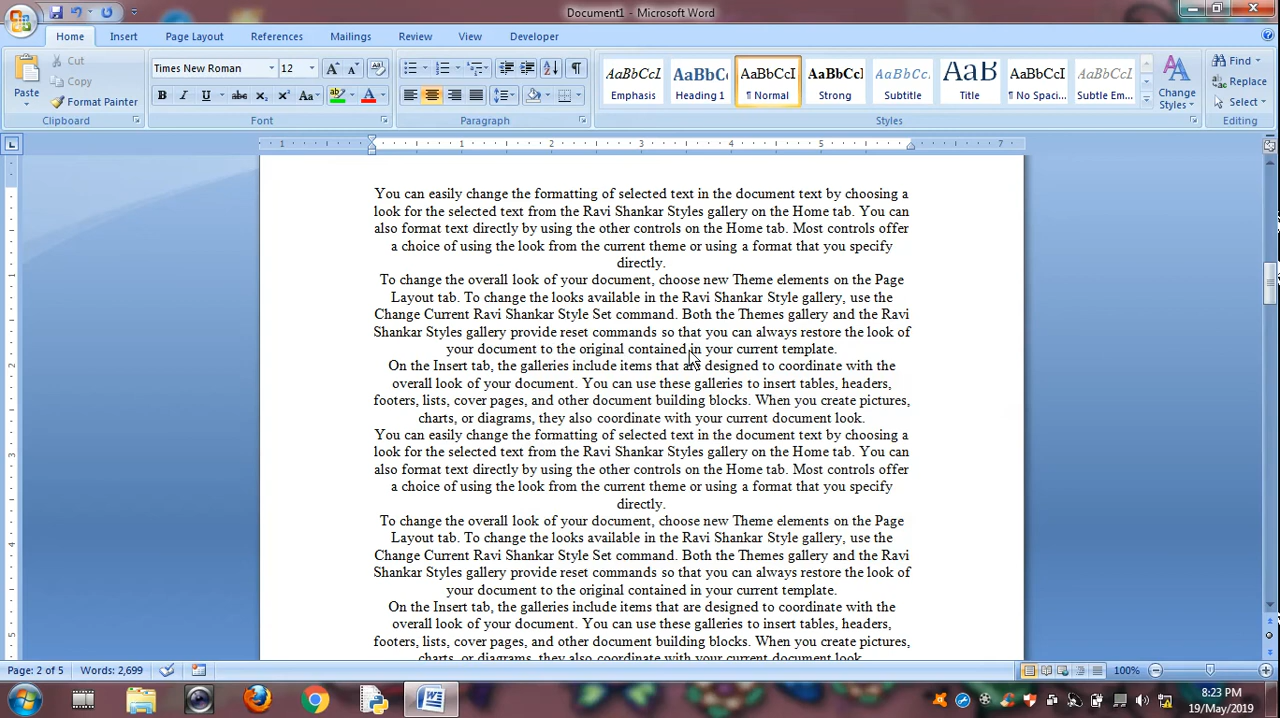 Document1 - Microsoft Word
Home Insert Page Layout References Mailings Review View Developer
Paste
Cut
Copy
Format Painter
Clipboard
Times New Roman 12
Font
Paragraph
AaBbCcI AaBbC AaBbCcI AaBbCc AaBbCcI AaB AaBbCcI AaBbCcI
Emphasis Heading 1 ¶ Normal Strong Subtitle Title ¶ No Spaci... Subtle Em...
Change
Styles
Styles
Find
Replace
Select
Editing
1 1 2 3 4 5 7
You can easily change the formatting of selected text in the document text by choosing a
look for the selected text from the Ravi Shankar Styles gallery on the Home tab. You can
also format text directly by using the other controls on the Home tab. Most controls offer
a choice of using the look from the current theme or using a format that you specify
directly.
To change the overall look of your document, choose new Theme elements on the Page
Layout tab. To change the looks available in the Ravi Shankar Style gallery, use the
Change Current Ravi Shankar Style Set command. Both the Themes gallery and the Ravi
Shankar Styles gallery provide reset commands so that you can always restore the look of
your document to the original contained in your current template.
On the Insert tab, the galleries include items that are designed to coordinate with the
overall look of your document. You can use these galleries to insert tables, headers,
footers, lists, cover pages, and other document building blocks. When you create pictures,
charts, or diagrams, they also coordinate with your current document look.
You can easily change the formatting of selected text in the document text by choosing a
look for the selected text from the Ravi Shankar Styles gallery on the Home tab. You can
also format text directly by using the other controls on the Home tab. Most controls offer
a choice of using the look from the current theme or using a format that you specify
directly.
To change the overall look of your document, choose new Theme elements on the Page
Layout tab. To change the looks available in the Ravi Shankar Style gallery, use the
Change Current Ravi Shankar Style Set command. Both the Themes gallery and the Ravi
Shankar Styles gallery provide reset commands so that you can always restore the look of
your document to the original contained in your current template.
On the Insert tab, the galleries include items that are designed to coordinate with the
overall look of your document. You can use these galleries to insert tables, headers,
footers, lists, cover pages, and other document building blocks. When you create pictures,
charts, or diagrams, they also coordinate with your current document look.
Page: 2 of 5 Words: 2,699 100%
8:23 PM
19/May/2019